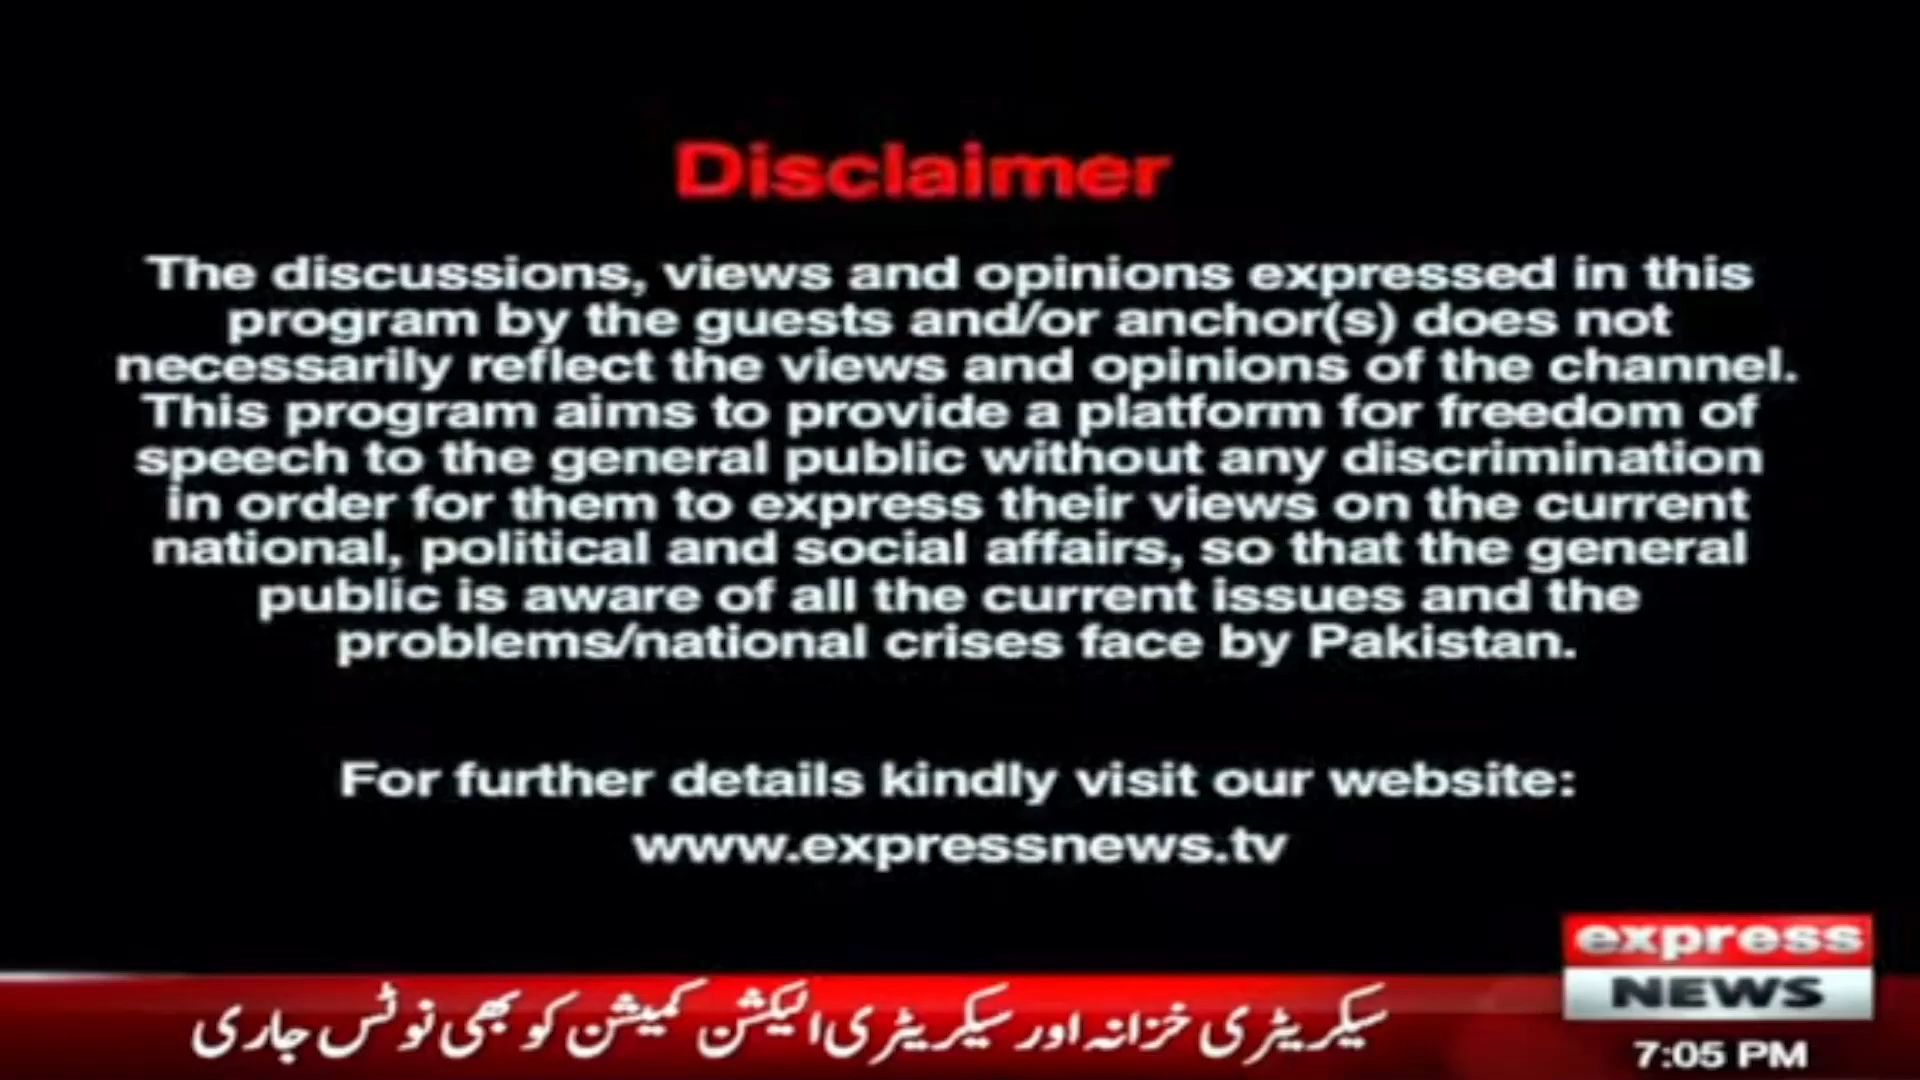 Disclaimer
The discussions, views and opinions expressed in this
program by the guests and/or anchor(s) does not
necessarily reflect the views and opinions of the channel.
This program aims to provide a platform for freedom of
speech to the general public without any discrimination
in order for them to express their views on the current
national, political and social affairs, so that the general
public is aware of all the current issues and the
problems/national crises face by Pakistan.
For further details kindly visit our website:
www.expressnews.tv
express
NEWS
سیکریٹری خزانہ اور سیکریٹری الیکشن کمیشن کو بھی نوٹس جاری
7:05 PM